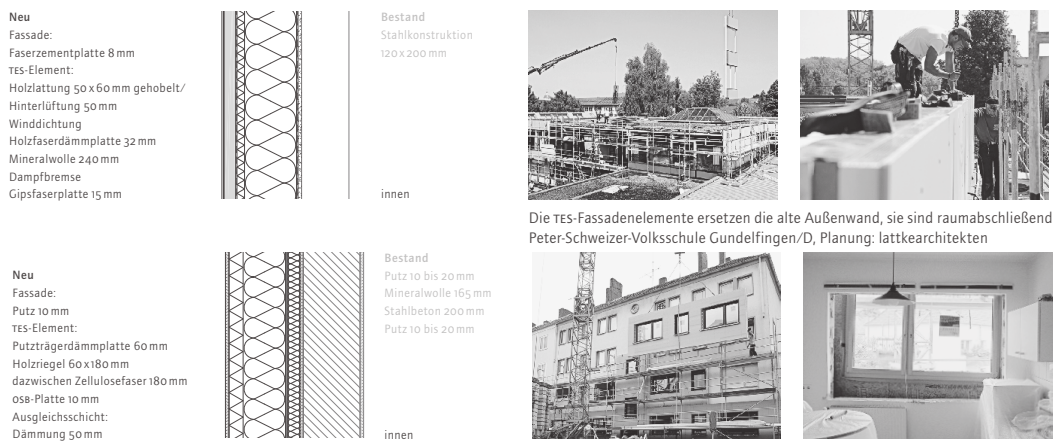 Neu
Fassade:
Faserzementplatte 8 mm
TES-Element:
Holzlattung 50 x 60 mm gehobelt/
Hinterlüftung 50 mm
Winddichtung
Holzfaserdämmplatte 32 mm
Mineralwolle 240 mm
Dampfbremse
Gipsfaserplatte 15 mm
Bestand
Stahlkonstruktion
120 x 200 mm
innen
Die TES-Fassadenelemente ersetzen die alte Außenwand, sie sind raumabschließend
Peter-Schweizer-Volksschule Gundelfingen/D, Planung: lattkearchitekten
Neu
Fassade:
Putz 10 mm
TES-Element:
Putzträgerdämmplatte 60 mm
Holzriegel 60 x 180 mm
dazwischen Zellulosefaser 180 mm
OSB-Platte 10 mm
Ausgleichsschicht:
Dämmung 50 mm
Bestand
Putz 10 bis 20 mm
Mineralwolle 165 mm
Stahlbeton 200 mm
Putz 10 bis 20 mm
innen